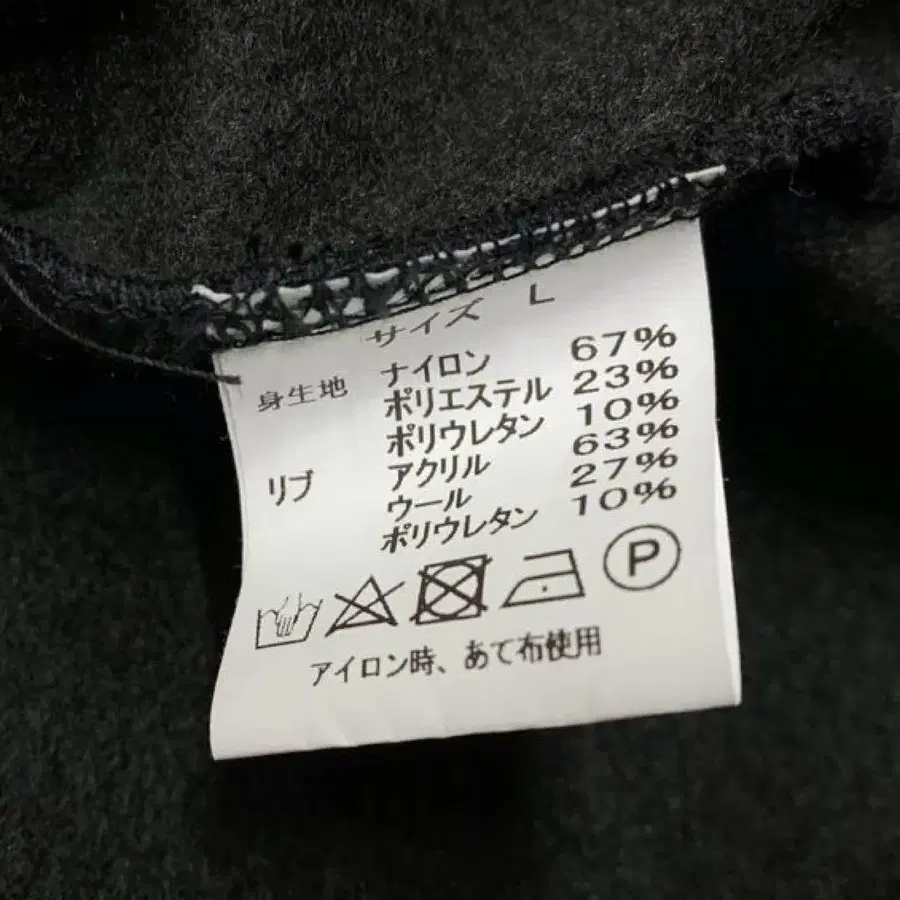 サイズ L
身生地 ナイロン 67%
ポリエステル 23%
ポリウレタン 10%
リブ アクリル 63%
ウール 27%
ポリウレタン 10%
P
アイロン時、あて布使用